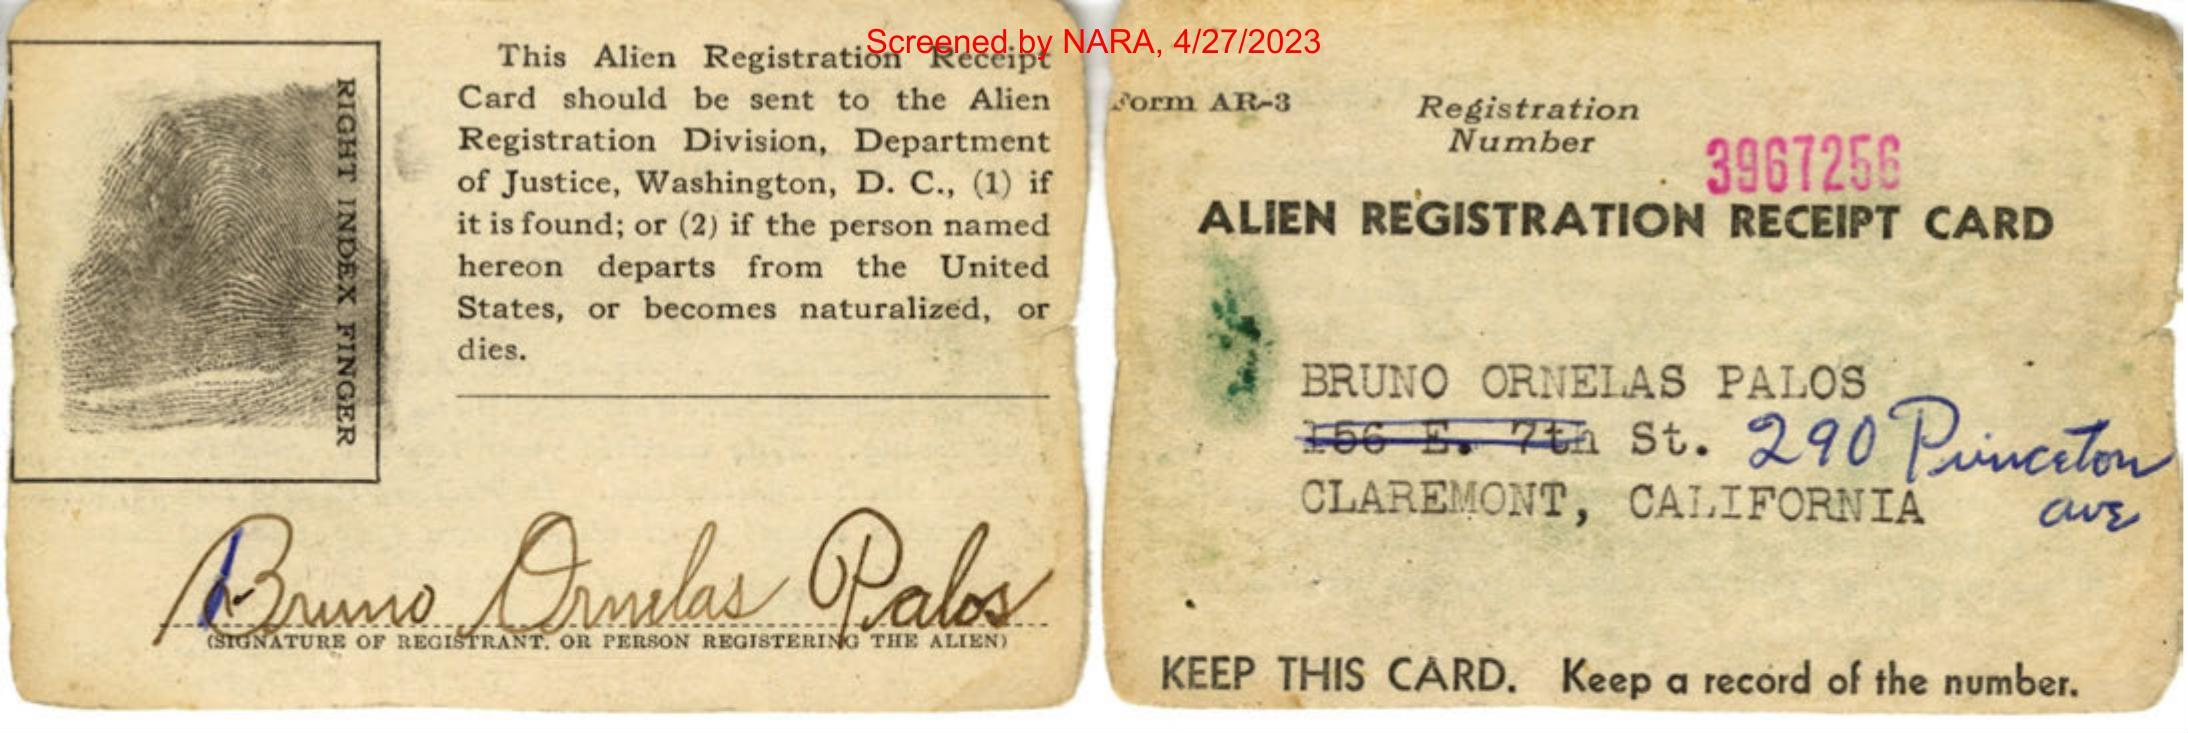 Screened by NARA, 4/27/2023
RIGHT INDEX FINGER
This Alien Registration Receipt
Card should be sent to the Alien
Registration Division, Department
of Justice, Washington, D. C., (1) if
it is found; or (2) if the person named
hereon departs from the United
States, or becomes naturalized, or
dies.
Bruno Ornelas Palos
(SIGNATURE OF REGISTRANT, OR PERSON REGISTERING THE ALIEN)
Form AR-3
Registration
Number
3967256
ALIEN REGISTRATION RECEIPT CARD
BRUNO ORNELAS PALOS
156 E. 7th St. 290 Princeton
CLAREMONT, CALIFORNIA ave
KEEP THIS CARD. Keep a record of the number.